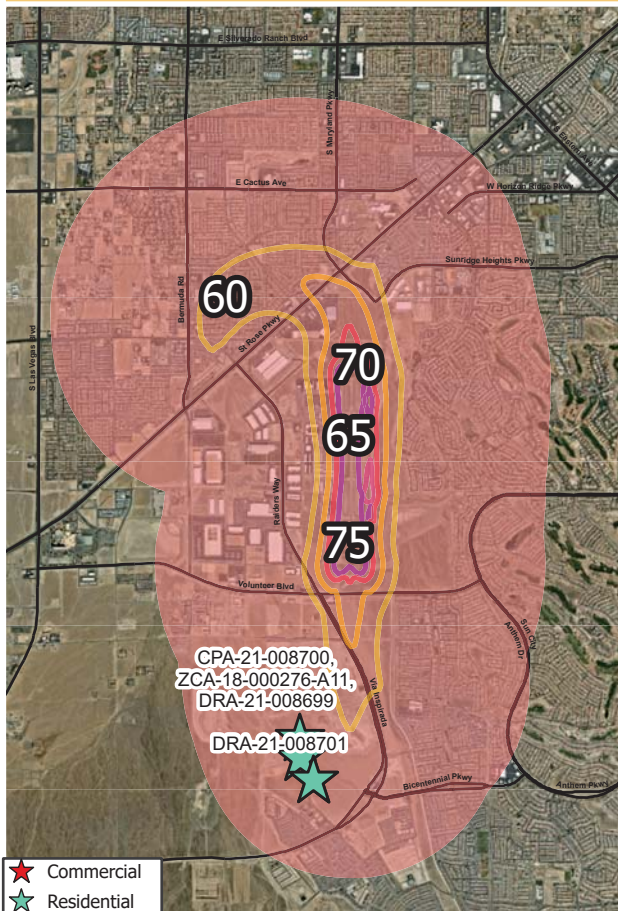 E Silverado Ranch Blvd
S Maryland Pkwy
E Cactus Ave
W Horizon Ridge Pkwy
Sunridge Heights Pkwy
Bermuda Rd
60
St Rose Pkwy
S Las Vegas Blvd
70
65
Raiders Way
75
Volunteer Blvd
Sun City
Anthem Dr
CPA-21-008700,
ZCA-18-000276-A11,
DRA-21-008699
Via Inspirada
DRA-21-008701
Bicentennial Pkwy
Anthem Pkwy
Commercial
Residential